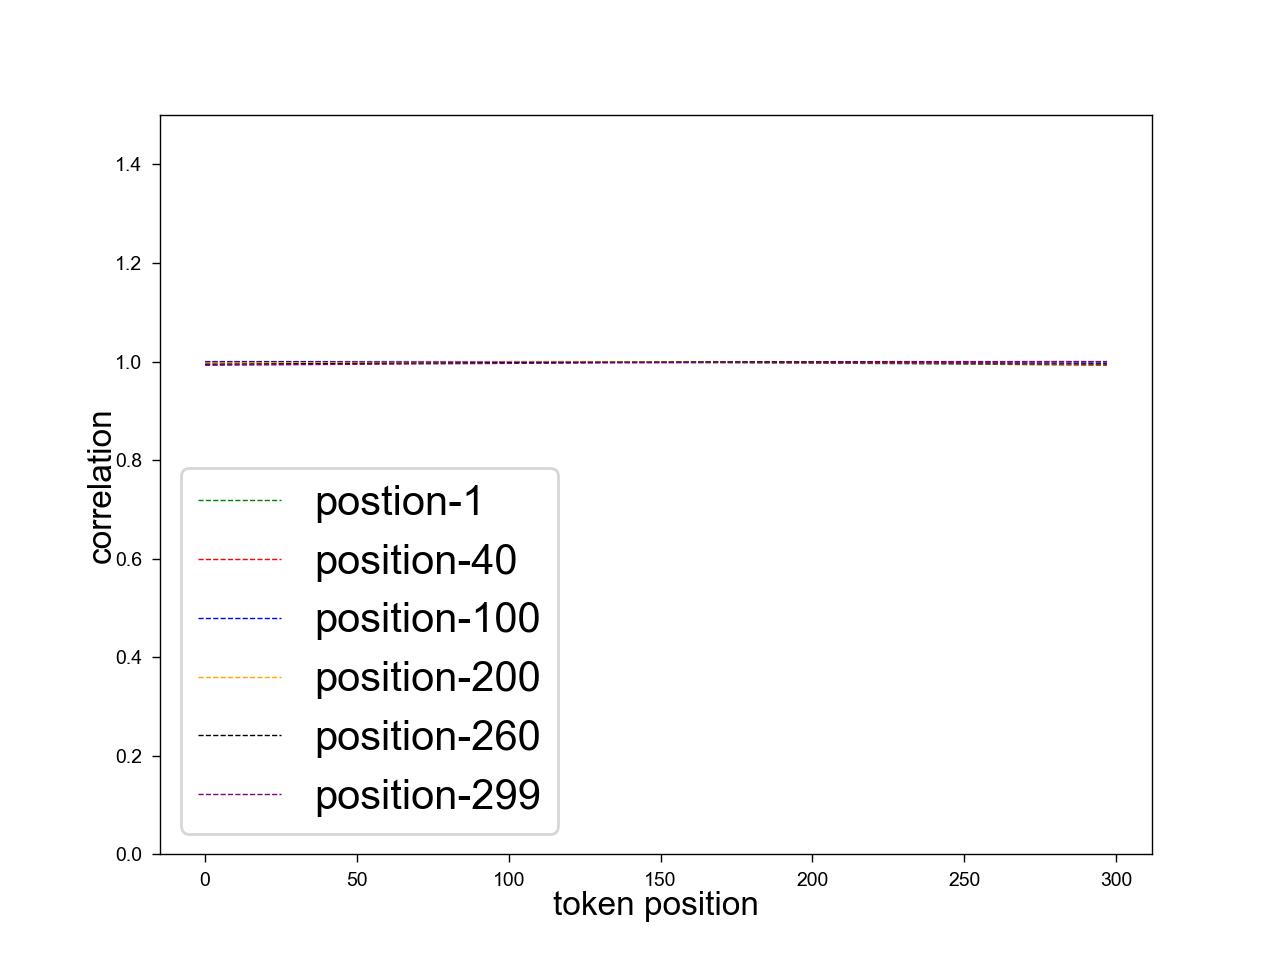 1.4
1.2
1.0
0.8
0.6
0.4
0.2
0.0
correlation
postion-1
position-40
position-100
position-200
position-260
position-299
0 50 100 150 200 250 300
token position